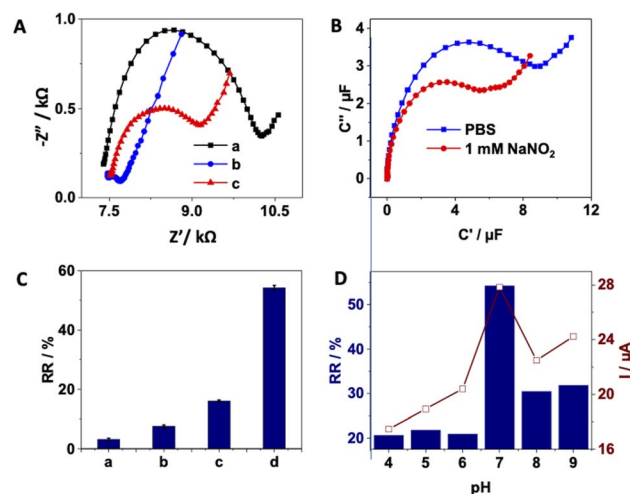 A
1.0
0.5
0.0
-Z″ / kΩ
7.5
9.0
10.5
Z′ / kΩ
a
b
c
B
4
3
2
1
0
C″ / µF
0
4
8
12
C' / µF
PBS
1 mM NaNO₂
C
60
40
20
0
RR / %
a
b
c
d
D
50
40
30
20
RR / %
28
24
20
16
I / µA
4
5
6
7
8
9
pH